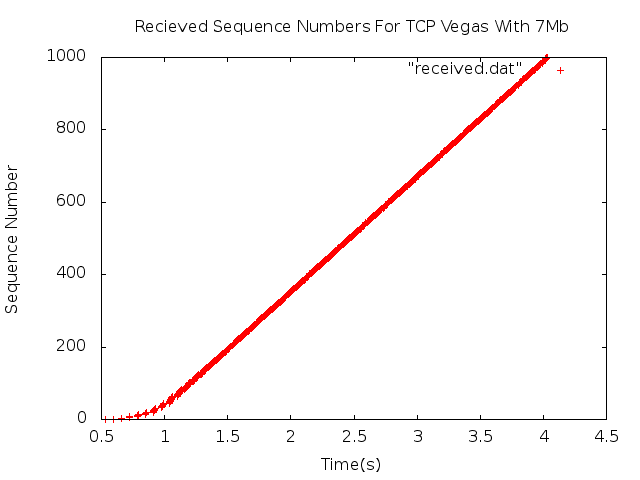 Recieved Sequence Numbers For TCP Vegas With 7Mb
"received.dat"
1000
800
600
400
200
0
Sequence Number
0.5 1 1.5 2 2.5 3 3.5 4 4.5
Time(s)